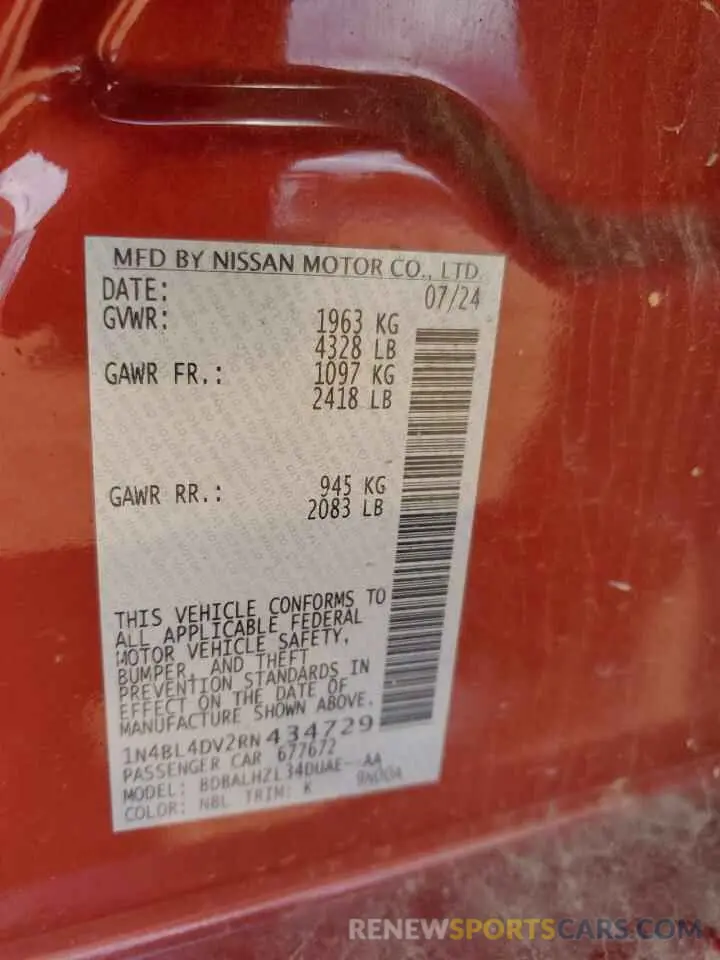 MFD BY NISSAN MOTOR CO., LTD.
DATE: 07/24
GVWR: 1963 KG
4328 LB
GAWR FR.: 1097 KG
2418 LB
GAWR RR.: 945 KG
2083 LB
THIS VEHICLE CONFORMS TO
ALL APPLICABLE FEDERAL
MOTOR VEHICLE SAFETY,
BUMPER, AND THEFT
PREVENTION STANDARDS IN
EFFECT ON THE DATE OF
MANUFACTURE SHOWN ABOVE.
1N4BL4DV2RN434729
PASSENGER CAR 677672
MODEL: BDBALHZL34DUAE--AA
COLOR: NBL TRIM: K 9N00A
RENEWSPORTSCARS.COM